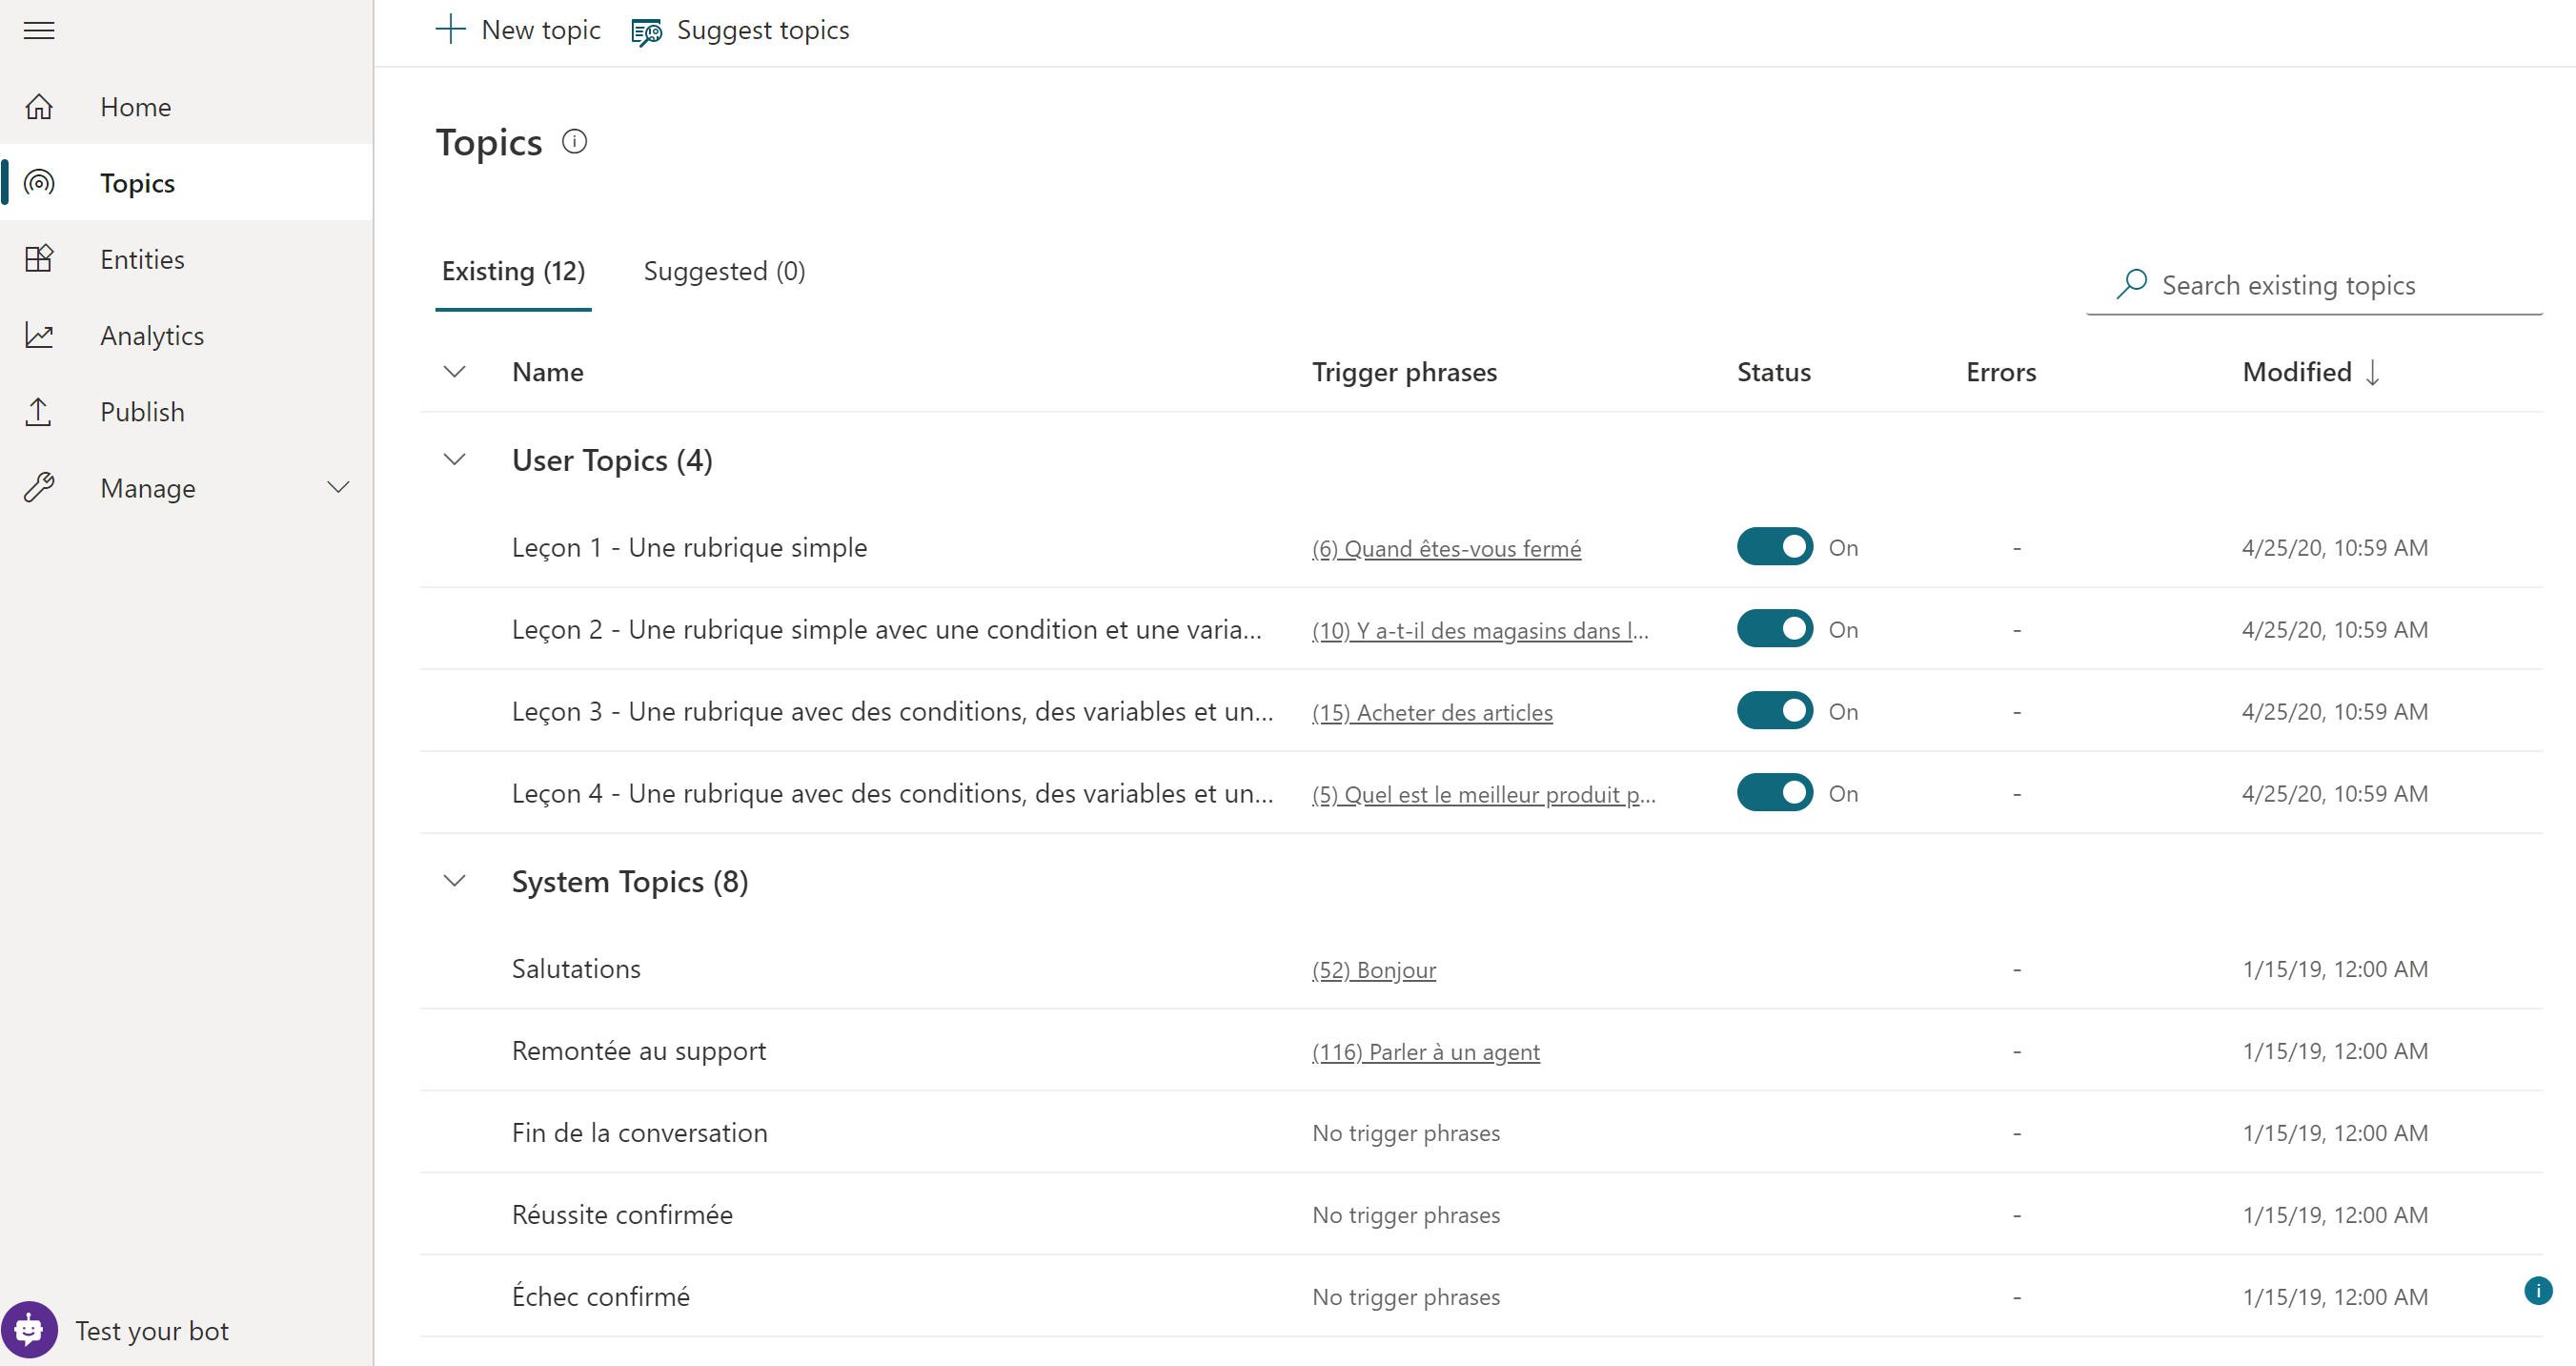 New topic Suggest topics
Home
Topics
Entities
Analytics
Publish
Manage
Test your bot
Topics
Existing (12) Suggested (0)
Search existing topics
Name Trigger phrases Status Errors Modified ↓
User Topics (4)
Leçon 1 - Une rubrique simple (6) Quand êtes-vous fermé On - 4/25/20, 10:59 AM
Leçon 2 - Une rubrique simple avec une condition et une varia... (10) Y a-t-il des magasins dans l... On - 4/25/20, 10:59 AM
Leçon 3 - Une rubrique avec des conditions, des variables et un... (15) Acheter des articles On - 4/25/20, 10:59 AM
Leçon 4 - Une rubrique avec des conditions, des variables et un... (5) Quel est le meilleur produit p... On - 4/25/20, 10:59 AM
System Topics (8)
Salutations (52) Bonjour - 1/15/19, 12:00 AM
Remontée au support (116) Parler à un agent - 1/15/19, 12:00 AM
Fin de la conversation No trigger phrases - 1/15/19, 12:00 AM
Réussite confirmée No trigger phrases - 1/15/19, 12:00 AM
Échec confirmé No trigger phrases - 1/15/19, 12:00 AM